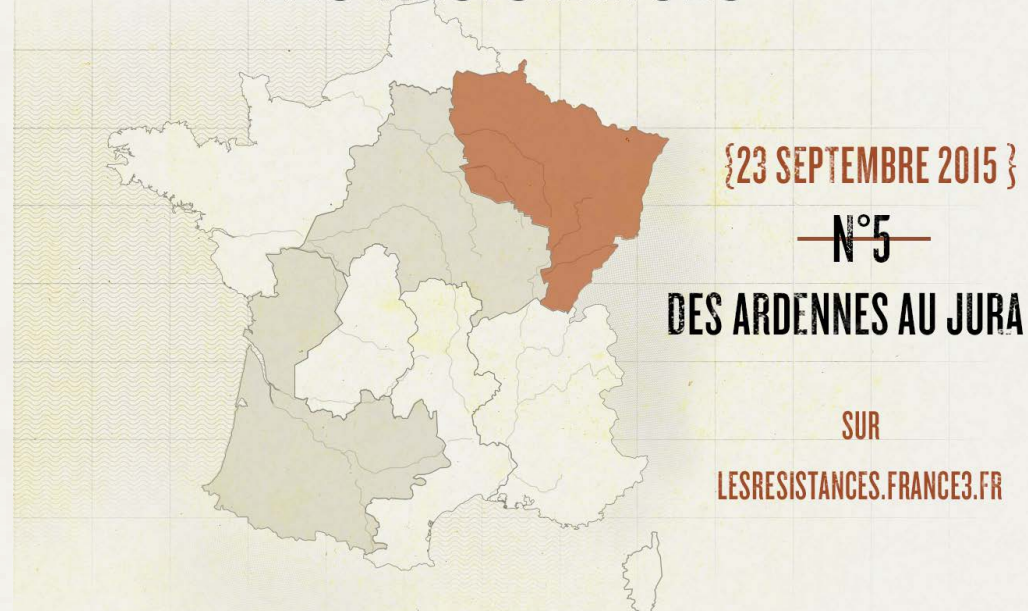 {23 SEPTEMBRE 2015 }
N°5
DES ARDENNES AU JURA
SUR
LESRESISTANCES.FRANCE3.FR